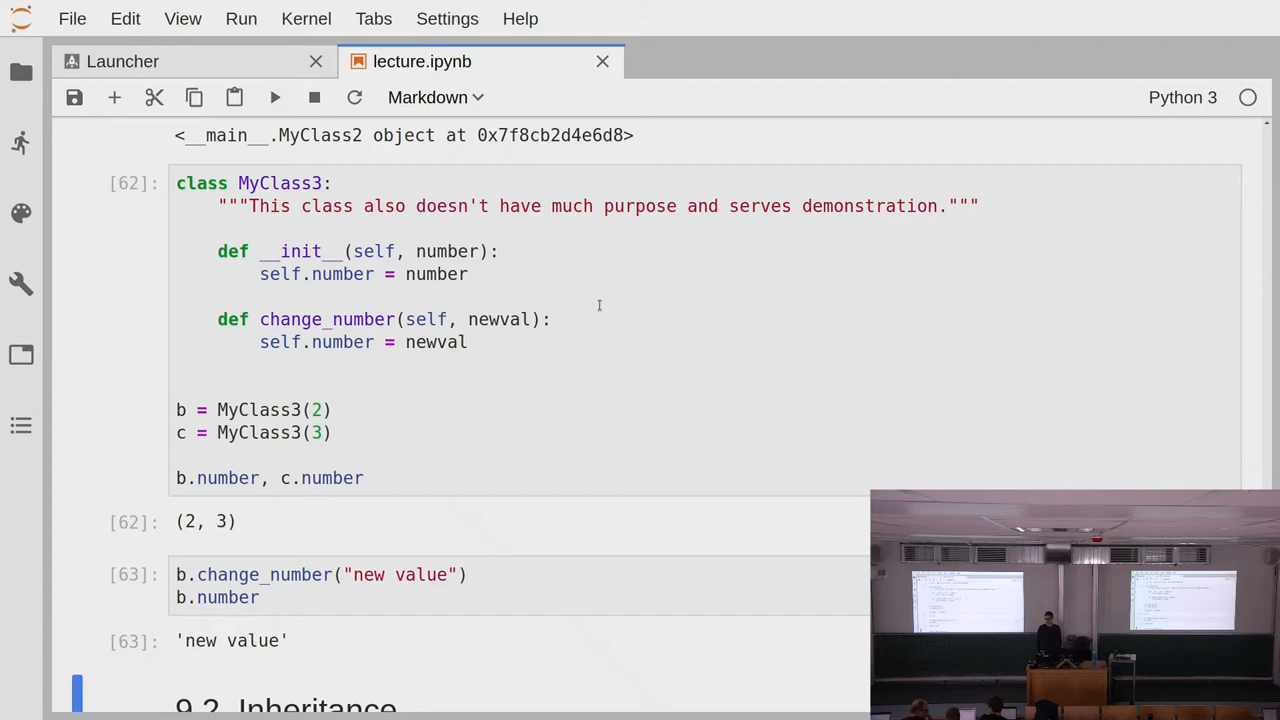 File Edit View Run Kernel Tabs Settings Help
Launcher lecture.ipynb
Markdown Python 3
<__main__.MyClass2 object at 0x7f8cb2d4e6d8>
[62]: class MyClass3:
"""This class also doesn't have much purpose and serves demonstration."""
def __init__(self, number):
self.number = number
def change_number(self, newval):
self.number = newval
b = MyClass3(2)
c = MyClass3(3)
b.number, c.number
[62]: (2, 3)
[63]: b.change_number("new value")
b.number
[63]: 'new value'
9.2. Inheritance